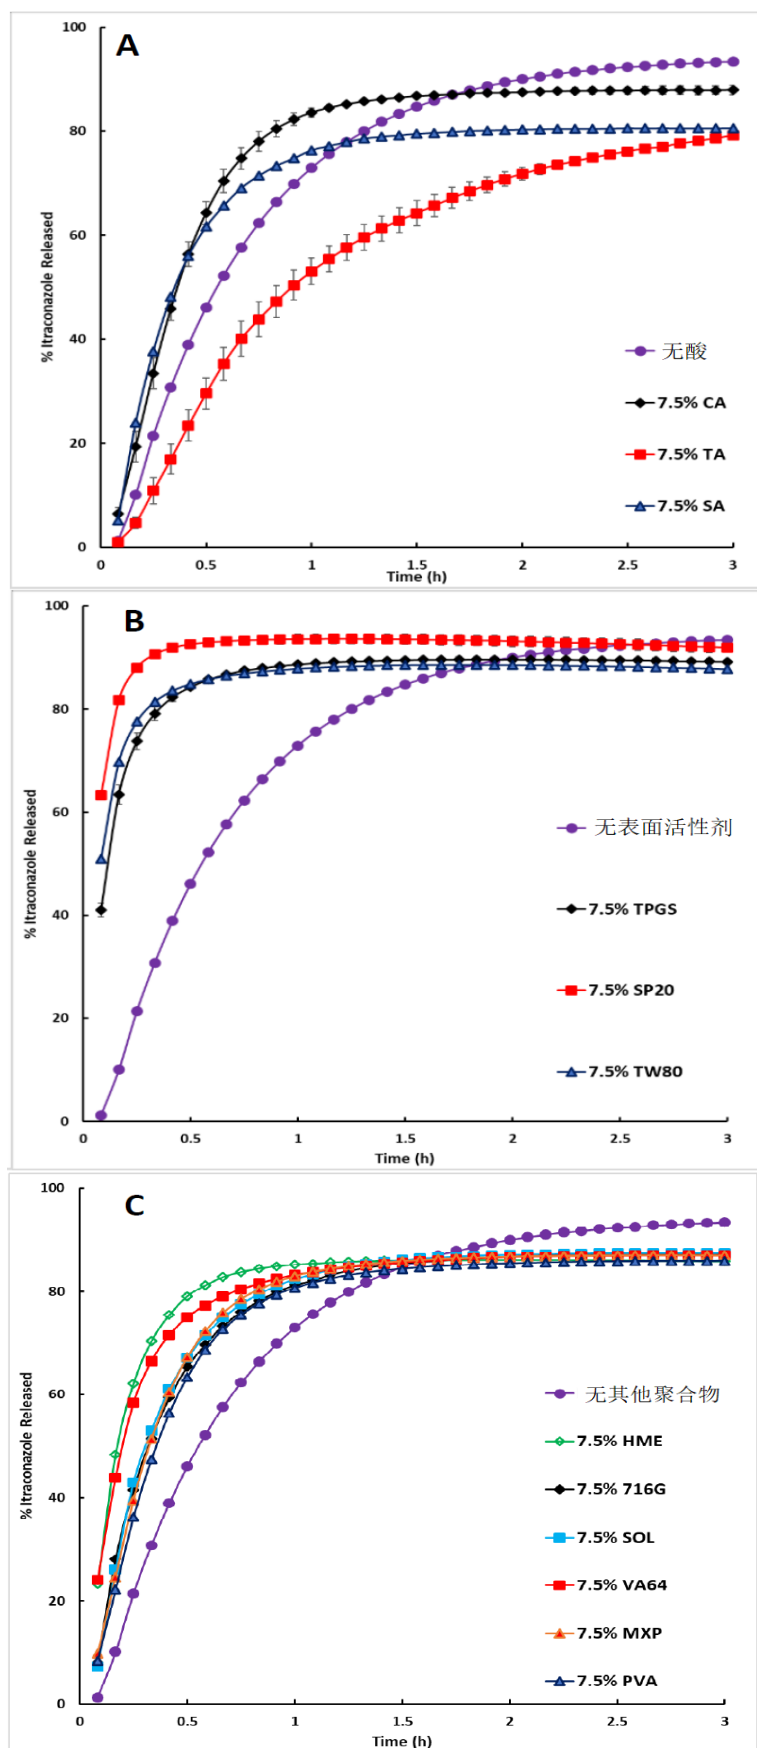 A
100
80
60
40
20
0
% Itraconazole Released
0
0.5
1
1.5
2
2.5
3
Time (h)
无酸
7.5% CA
7.5% TA
7.5% SA
B
100
80
60
40
20
0
% Itraconazole Released
0
0.5
1
1.5
2
2.5
3
Time (h)
无表面活性剂
7.5% TPGS
7.5% SP20
7.5% TW80
C
100
80
60
40
20
0
% Itraconazole Released
0
0.5
1
1.5
2
2.5
3
Time (h)
无其他聚合物
7.5% HME
7.5% 716G
7.5% SOL
7.5% VA64
7.5% MXP
7.5% PVA